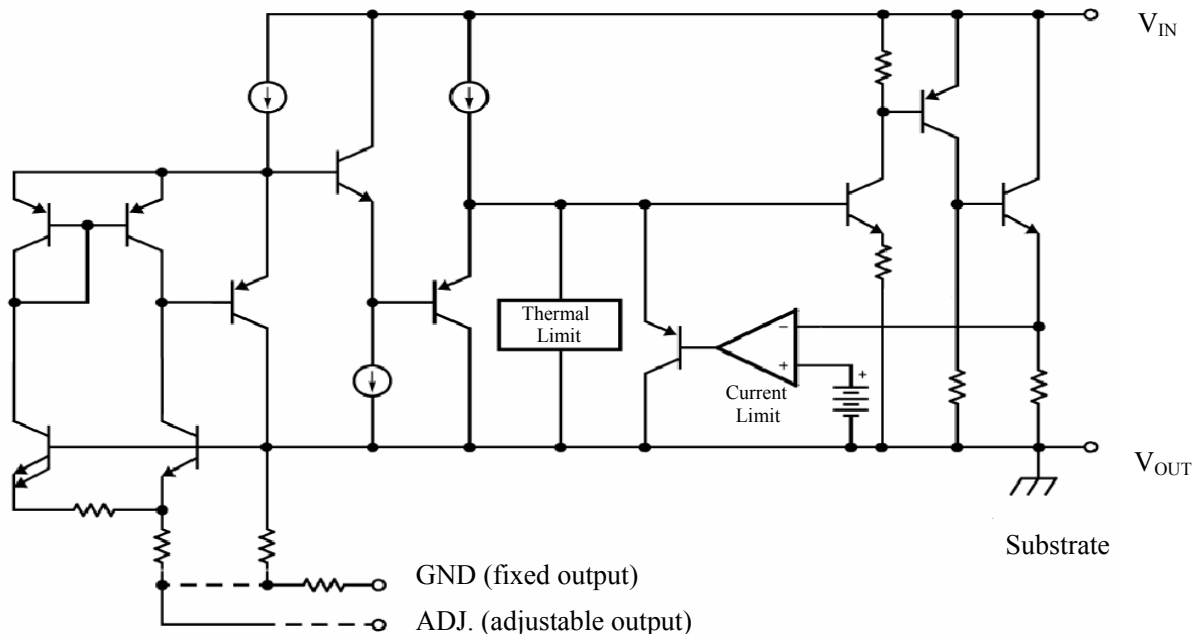 V_IN
Thermal
Limit
−
+
+
Current
Limit
V_OUT
Substrate
GND (fixed output)
ADJ. (adjustable output)